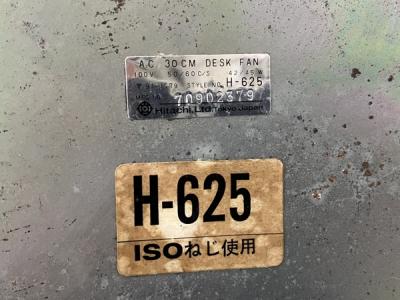 A.C. 30CM DESK FAN
100V 50/60C/S 42/45W
STYLE NO. H-625
70902379
Hitachi, Ltd. Tokyo Japan
H-625
ISOねじ使用